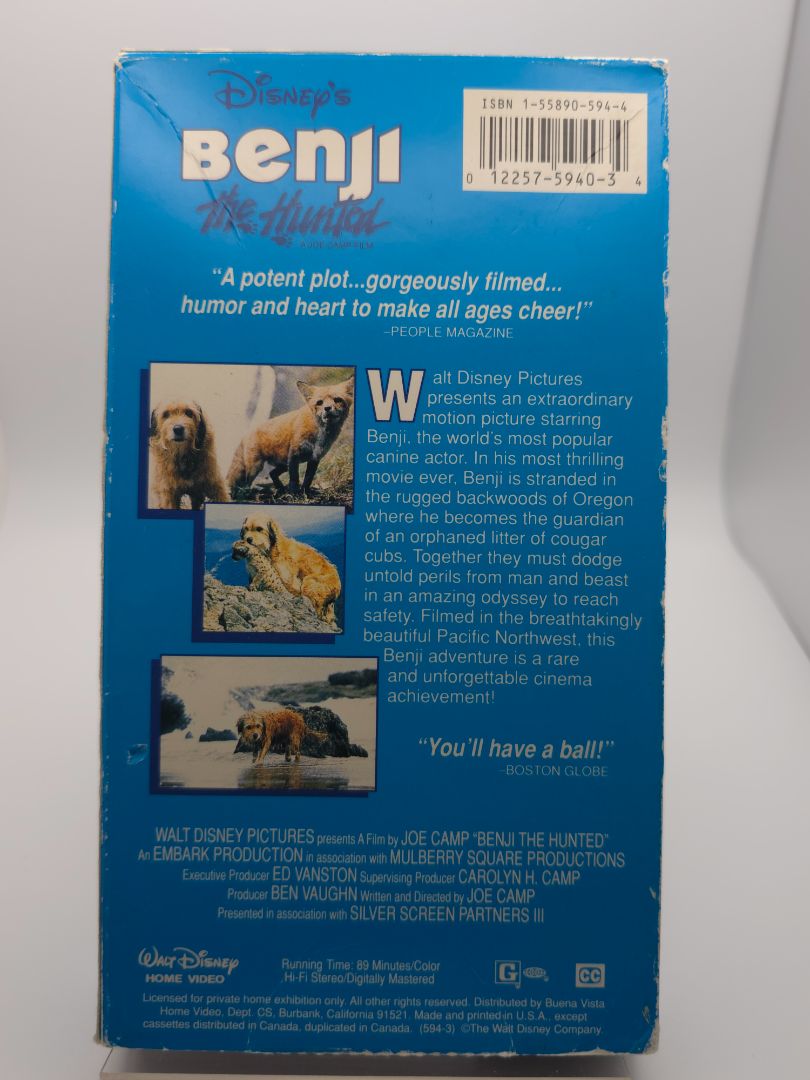 Disney's
Benji
the Hunted
A JOE CAMP FILM
ISBN 1-55890-594-4
0 12257-5940-3 4
“A potent plot...gorgeously filmed...
humor and heart to make all ages cheer!”
–PEOPLE MAGAZINE
Walt Disney Pictures
presents an extraordinary
motion picture starring
Benji, the world's most popular
canine actor. In his most thrilling
movie ever, Benji is stranded in
the rugged backwoods of Oregon
where he becomes the guardian
of an orphaned litter of cougar
cubs. Together they must dodge
untold perils from man and beast
in an amazing odyssey to reach
safety. Filmed in the breathtakingly
beautiful Pacific Northwest, this
Benji adventure is a rare
and unforgettable cinema
achievement!
“You'll have a ball!”
–BOSTON GLOBE
WALT DISNEY PICTURES presents A Film by JOE CAMP “BENJI THE HUNTED”
An EMBARK PRODUCTION in association with MULBERRY SQUARE PRODUCTIONS
Executive Producer ED VANSTON Supervising Producer CAROLYN H. CAMP
Producer BEN VAUGHN Written and Directed by JOE CAMP
Presented in association with SILVER SCREEN PARTNERS III
Walt Disney
HOME VIDEO
Running Time: 89 Minutes/Color
Hi-Fi Stereo/Digitally Mastered
G
CC
Licensed for private home exhibition only. All other rights reserved. Distributed by Buena Vista
Home Video, Dept. CS, Burbank, California 91521. Made and printed in U.S.A., except
cassettes distributed in Canada, duplicated in Canada. (594-3) ©The Walt Disney Company.